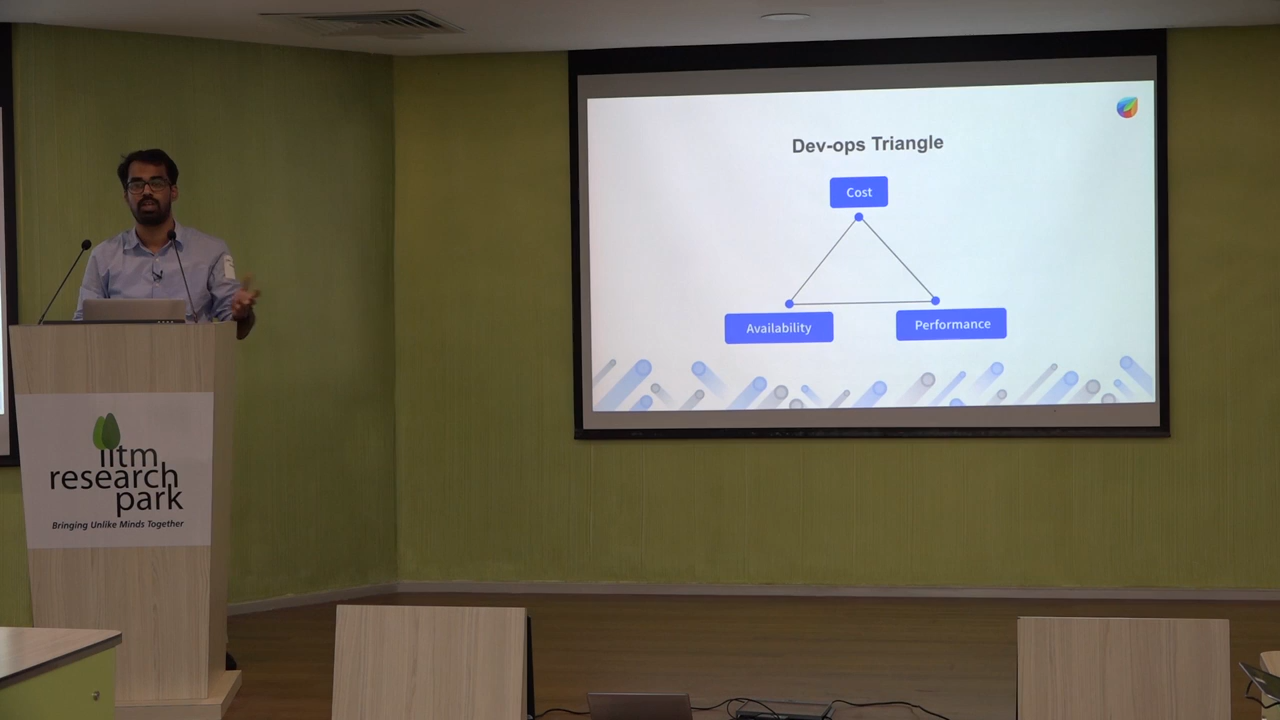 Dev-ops Triangle
Cost
Availability
Performance
iitm
research
park
Bringing Unlike Minds Together